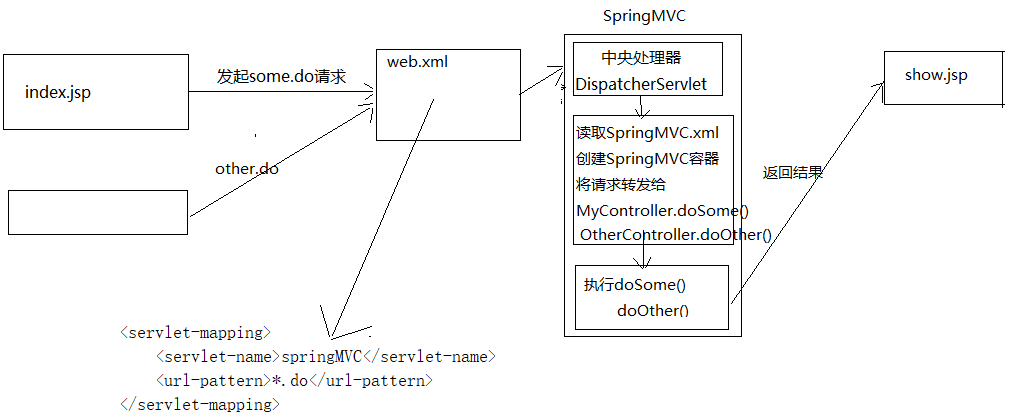 SpringMVC
index.jsp
发起some.do请求
web.xml
中央处理器
DispatcherServlet
show.jsp
other.do
读取SpringMVC.xml
创建SpringMVC容器
将请求转发给
MyController.doSome()
OtherController.doOther()
返回结果
执行doSome()
doOther()
<servlet-mapping>
<servlet-name>springMVC</servlet-name>
<url-pattern>*.do</url-pattern>
</servlet-mapping>